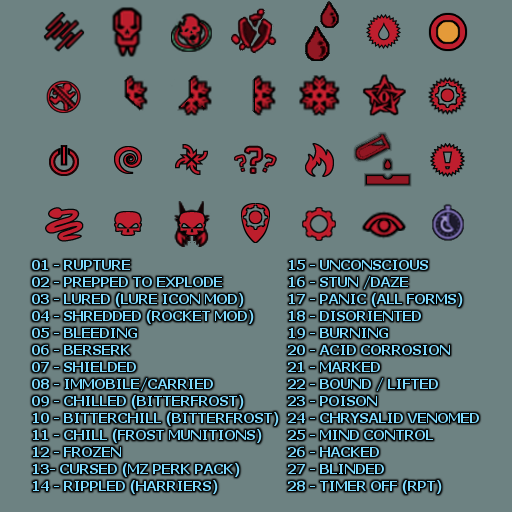 01 - RUPTURE
02 - PREPPED TO EXPLODE
03 - LURED (LURE ICON MOD)
04 - SHREDDED (ROCKET MOD)
05 - BLEEDING
06 - BERSERK
07 - SHIELDED
08 - IMMOBILE/CARRIED
09 - CHILLED (BITTERFROST)
10 - BITTERCHILL (BITTERFROST)
11 - CHILL (FROST MUNITIONS)
12 - FROZEN
13- CURSED (MZ PERK PACK)
14 - RIPPLED (HARRIERS)
15 - UNCONSCIOUS
16 - STUN /DAZE
17 - PANIC (ALL FORMS)
18 - DISORIENTED
19 - BURNING
20 - ACID CORROSION
21 - MARKED
22 - BOUND / LIFTED
23 - POISON
24 - CHRYSALID VENOMED
25 - MIND CONTROL
26 - HACKED
27 - BLINDED
28 - TIMER OFF (RPT)